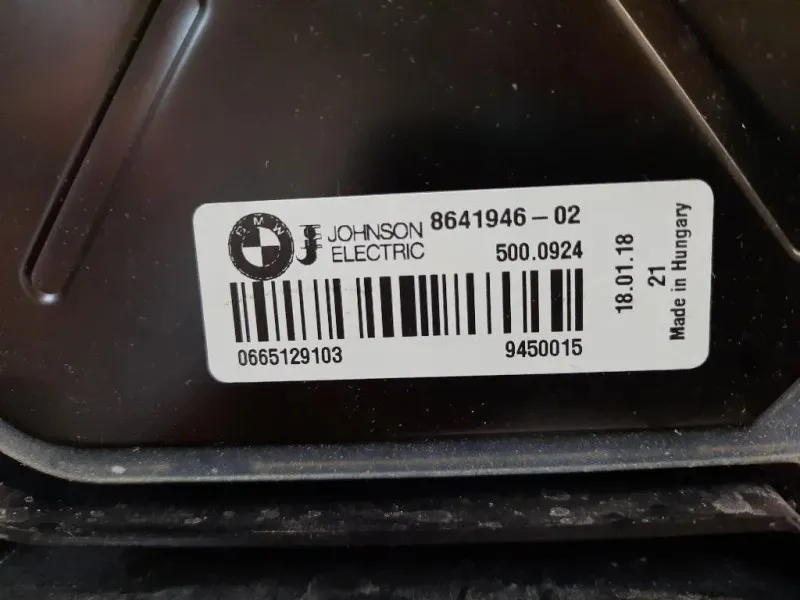 BMW
JOHNSON
ELECTRIC
8641946-02
500.0924
0665129103
9450015
18.01.18
21
Made in Hungary